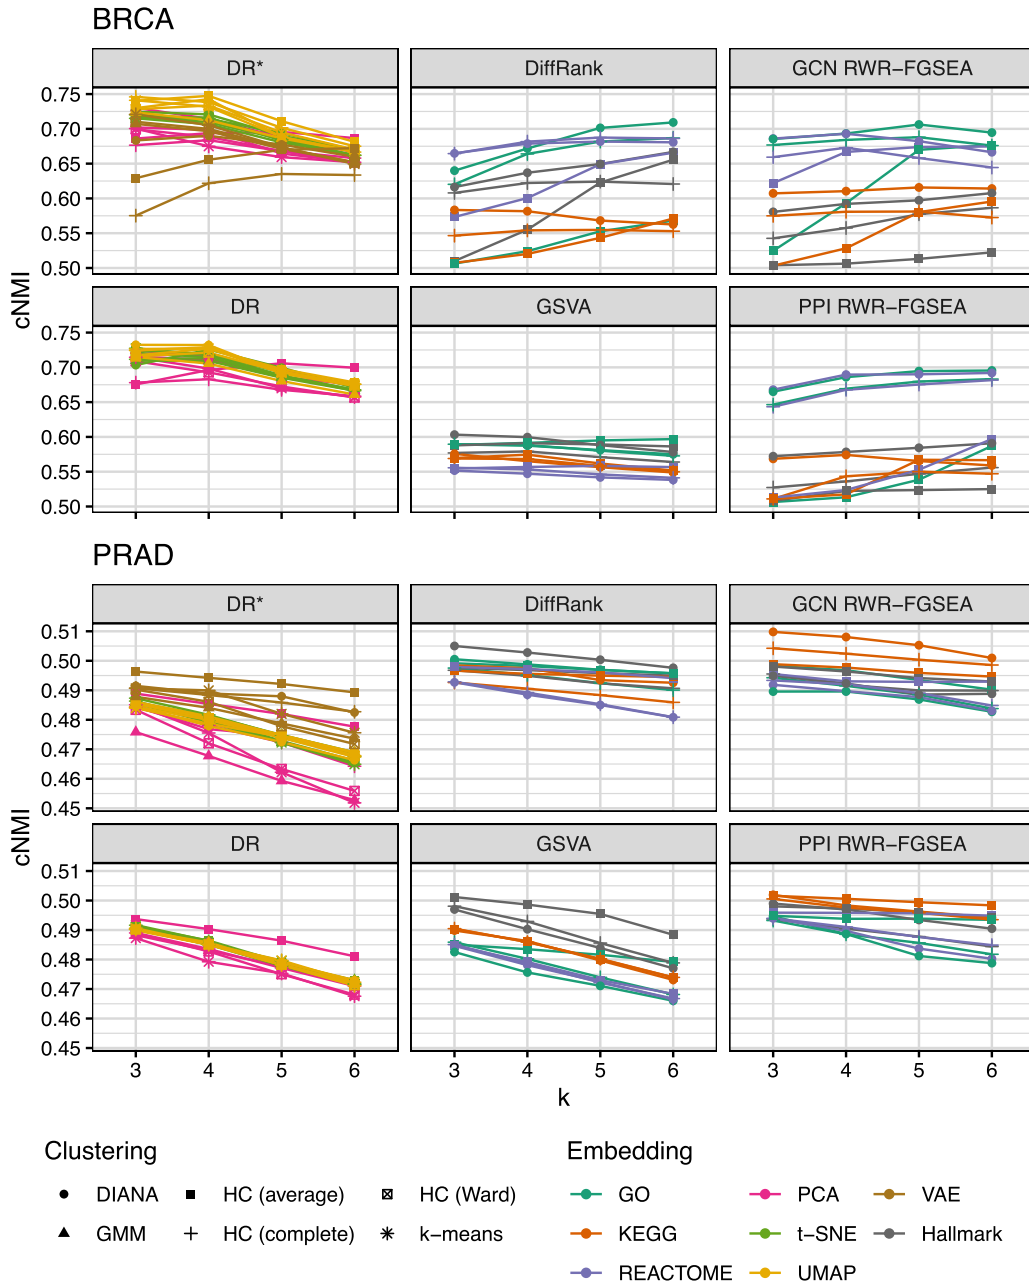 BRCA
DR* DiffRank GCN RWR−FGSEA
0.75
0.70
0.65
0.60
0.55
0.50
DR GSVA PPI RWR−FGSEA
0.75
0.70
0.65
0.60
0.55
0.50
cNMI
PRAD
DR* DiffRank GCN RWR−FGSEA
0.51
0.50
0.49
0.48
0.47
0.46
0.45
DR GSVA PPI RWR−FGSEA
0.51
0.50
0.49
0.48
0.47
0.46
0.45
cNMI
3 4 5 6 3 4 5 6 3 4 5 6
k
Clustering Embedding
DIANA HC (average) HC (Ward) GO PCA VAE
GMM HC (complete) k−means KEGG t−SNE Hallmark
REACTOME UMAP